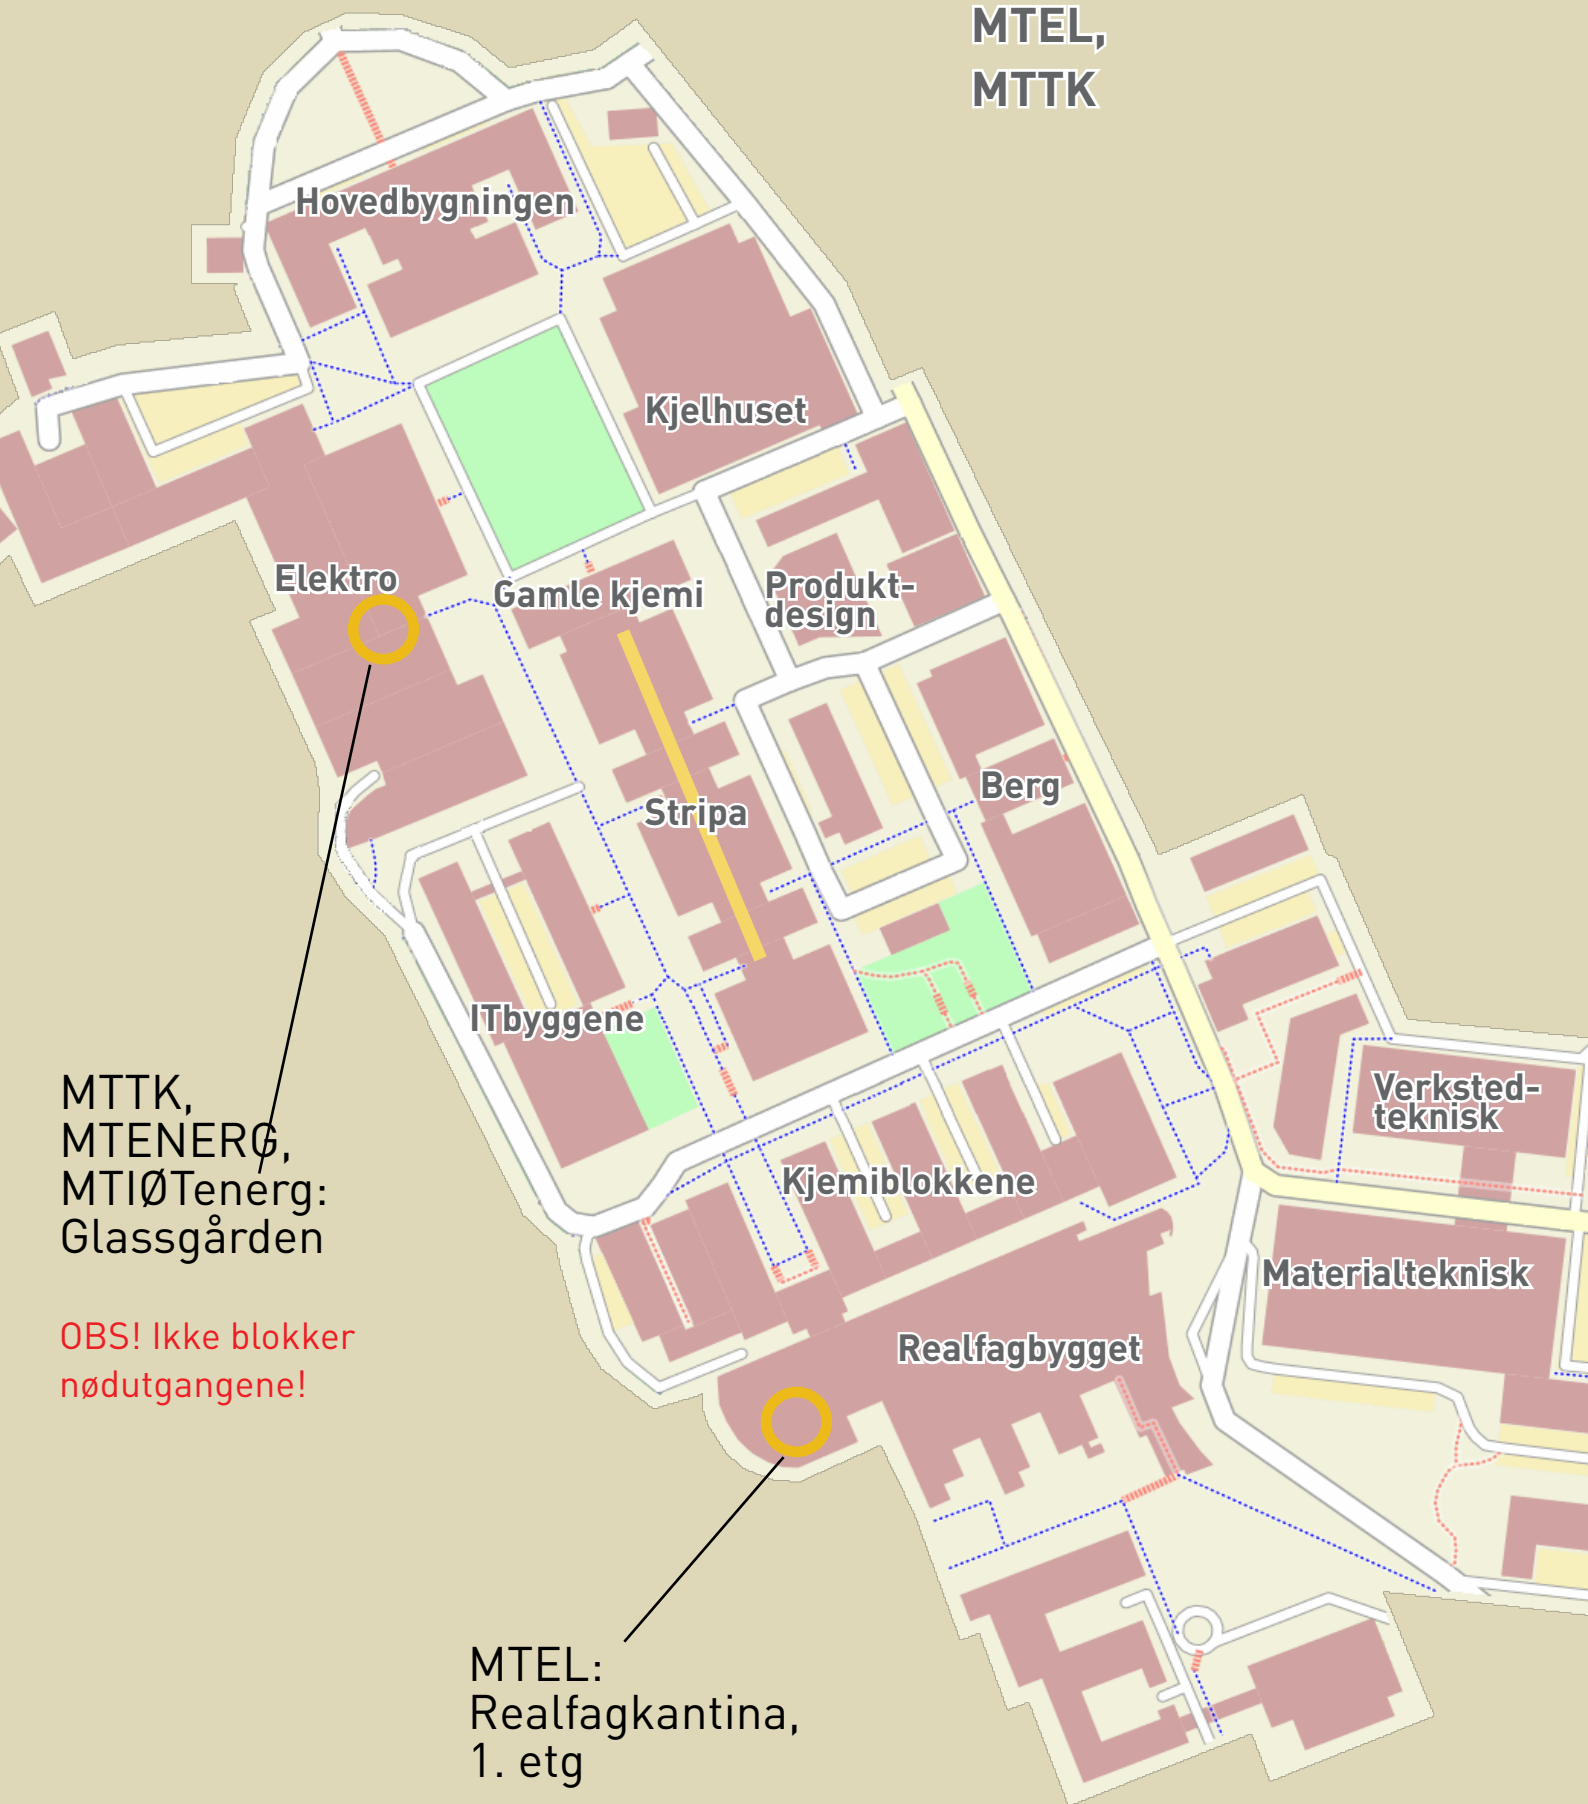 MTEL,
MTTK
Hovedbygningen
Kjelhuset
Elektro
Gamle kjemi
Produkt-
design
Stripa
Berg
ITbyggene
MTTK,
MTENERG,
MTIØTenerg:
Glassgården
OBS! Ikke blokker
nødutgangene!
Verksted-
teknisk
Kjemiblokkene
Materialteknisk
Realfagbygget
MTEL:
Realfagkantina,
1. etg